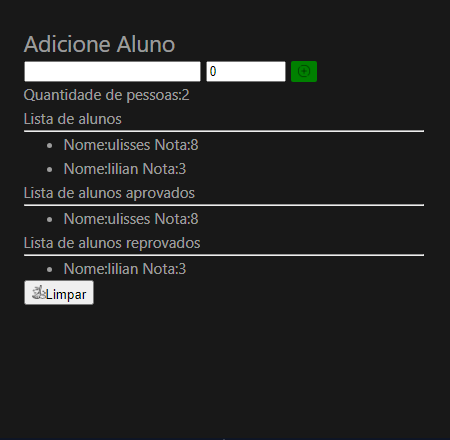 Adicione Aluno
0
Quantidade de pessoas:2
Lista de alunos
Nome:ulisses Nota:8
Nome:lilian Nota:3
Lista de alunos aprovados
Nome:ulisses Nota:8
Lista de alunos reprovados
Nome:lilian Nota:3
Limpar